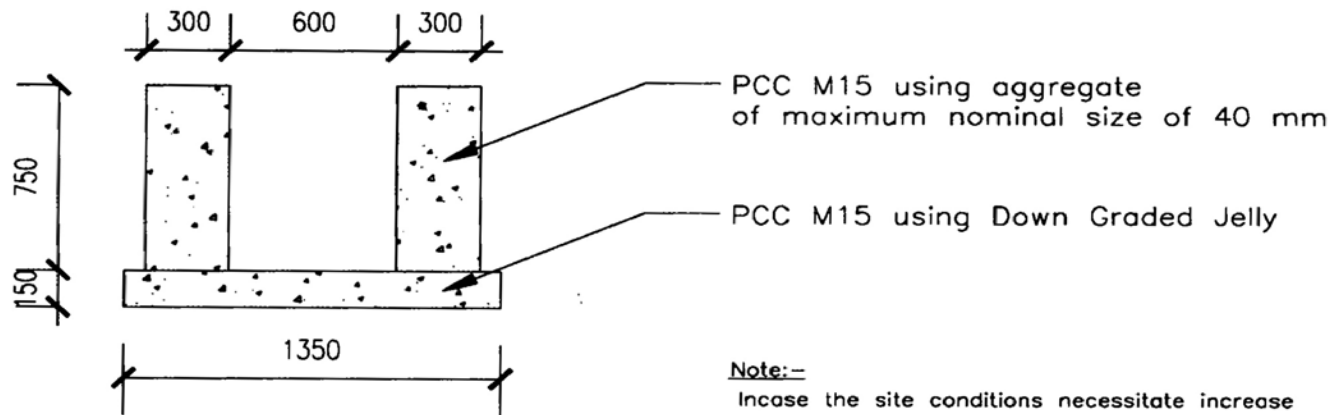 300
600
300
PCC M15 using aggregate
of maximum nominal size of 40 mm
750
PCC M15 using Down Graded Jelly
150
1350
Note:-
Incase the site conditions necessitate increase